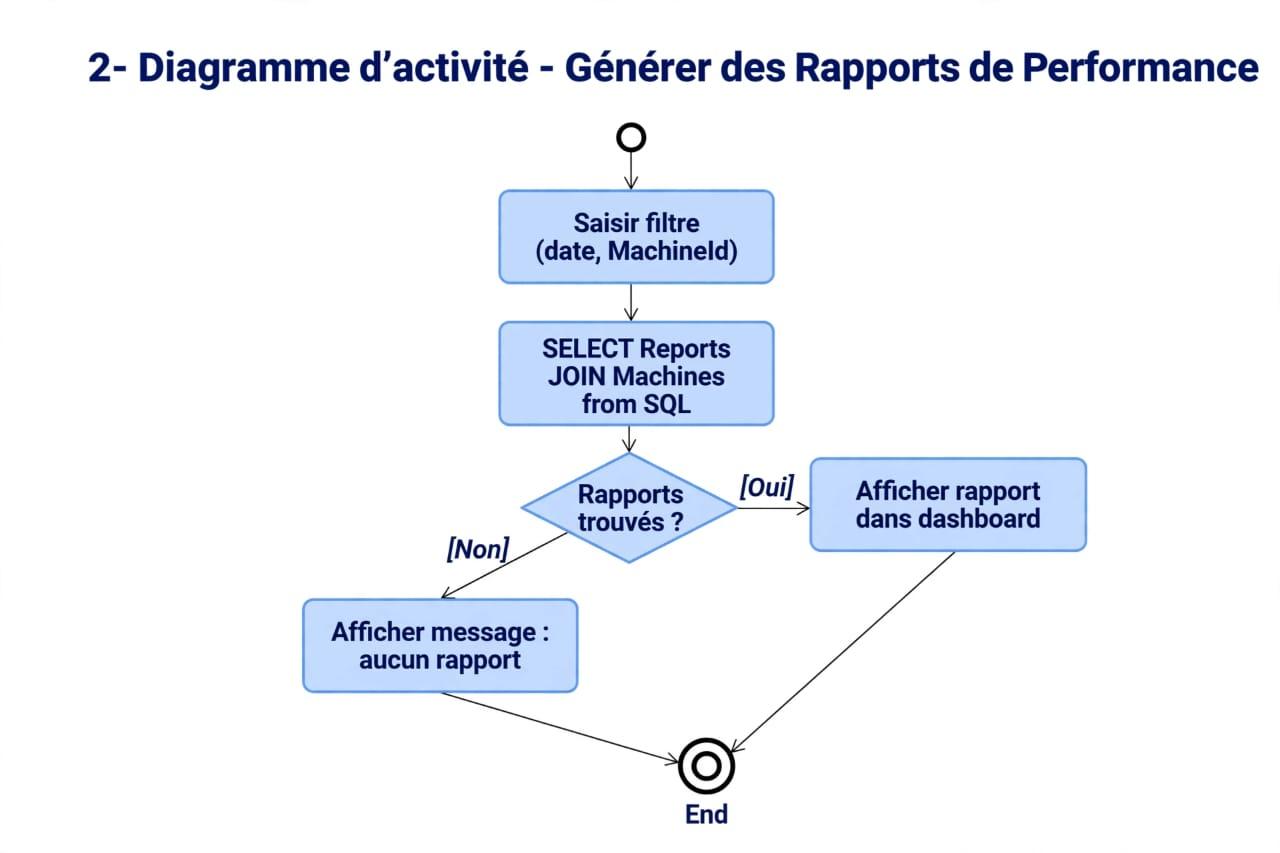 2- Diagramme d’activité - Générer des Rapports de Performance
Saisir filtre
(date, MachineId)
SELECT Reports
JOIN Machines
from SQL
Rapports
trouvés ?
[Oui]
Afficher rapport
dans dashboard
[Non]
Afficher message :
aucun rapport
End